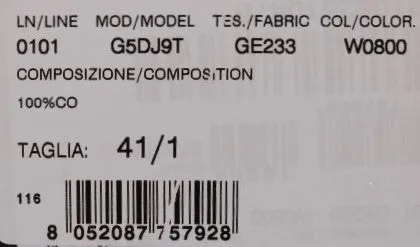 LN/LINE MOD/MODEL TES./FABRIC COL/COLOR.
0101 G5DJ9T GE233 W0800
COMPOSIZIONE/COMPOSITION
100%CO
TAGLIA: 41/1
116
8 052087 757928